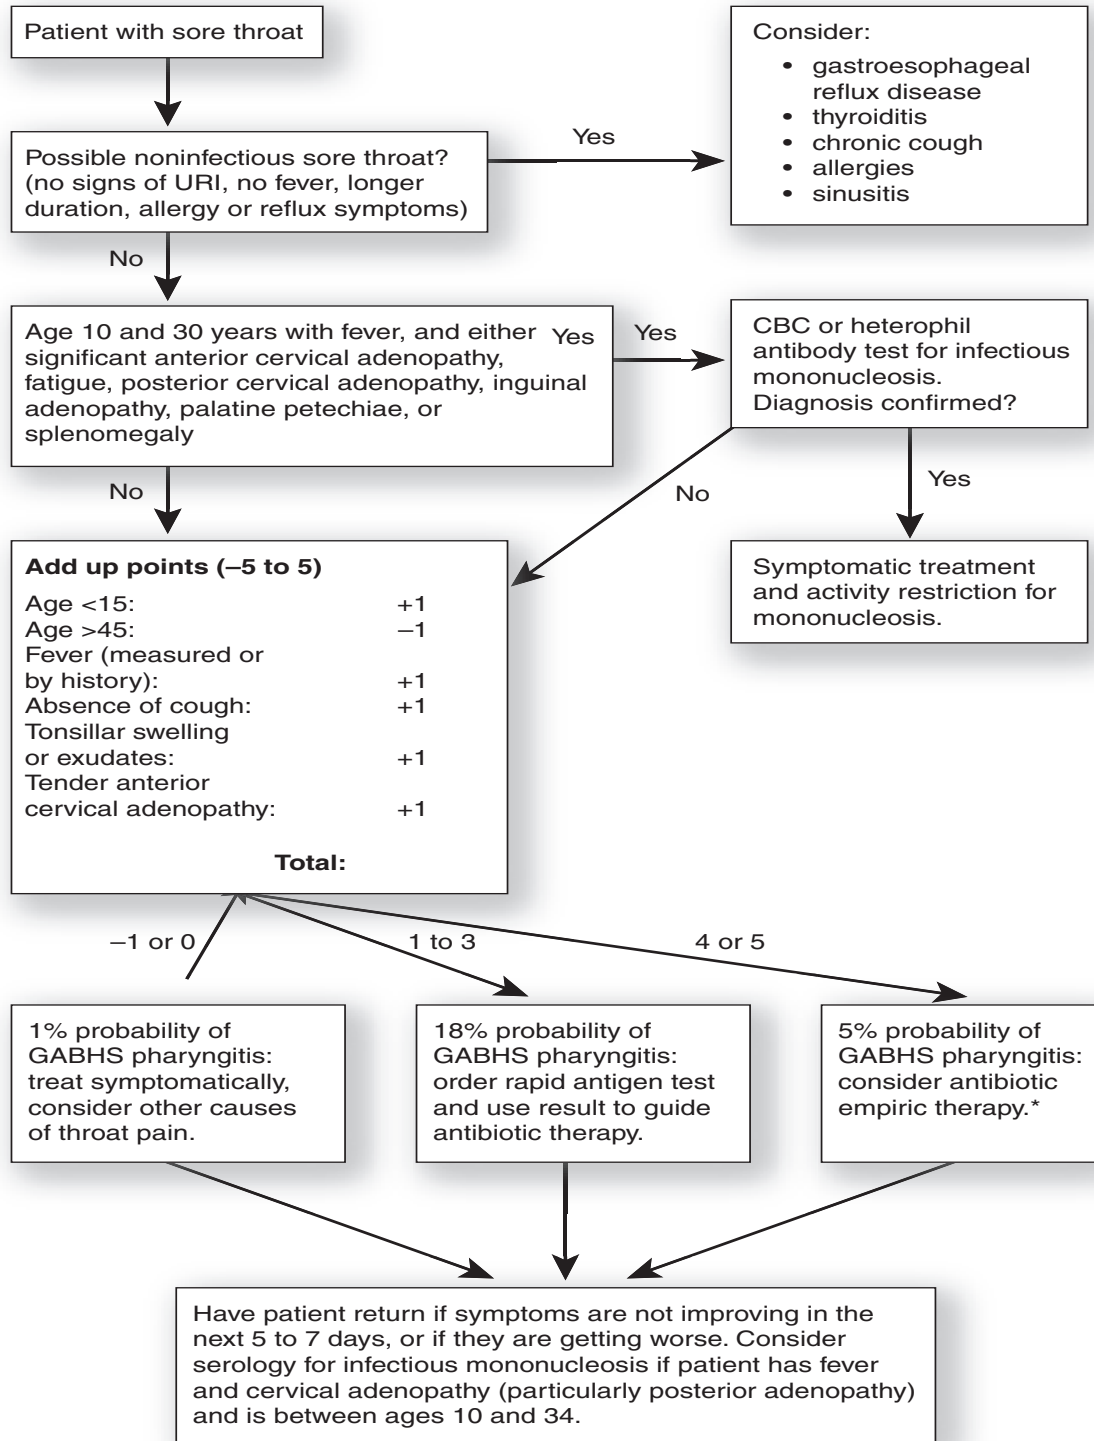 Patient with sore throat
Consider:
• gastroesophageal
reflux disease
• thyroiditis
• chronic cough
• allergies
• sinusitis
Yes
Possible noninfectious sore throat?
(no signs of URI, no fever, longer
duration, allergy or reflux symptoms)
No
Age 10 and 30 years with fever, and either Yes
significant anterior cervical adenopathy,
fatigue, posterior cervical adenopathy, inguinal
adenopathy, palatine petechiae, or
splenomegaly
Yes
CBC or heterophil
antibody test for infectious
mononucleosis.
Diagnosis confirmed?
No
No
Yes
Symptomatic treatment
and activity restriction for
mononucleosis.
Add up points (–5 to 5)
Age <15: +1
Age >45: –1
Fever (measured or
by history): +1
Absence of cough: +1
Tonsillar swelling
or exudates: +1
Tender anterior
cervical adenopathy: +1
Total:
–1 or 0
1 to 3
4 or 5
1% probability of
GABHS pharyngitis:
treat symptomatically,
consider other causes
of throat pain.
18% probability of
GABHS pharyngitis:
order rapid antigen test
and use result to guide
antibiotic therapy.
5% probability of
GABHS pharyngitis:
consider antibiotic
empiric therapy.*
Have patient return if symptoms are not improving in the
next 5 to 7 days, or if they are getting worse. Consider
serology for infectious mononucleosis if patient has fever
and cervical adenopathy (particularly posterior adenopathy)
and is between ages 10 and 34.